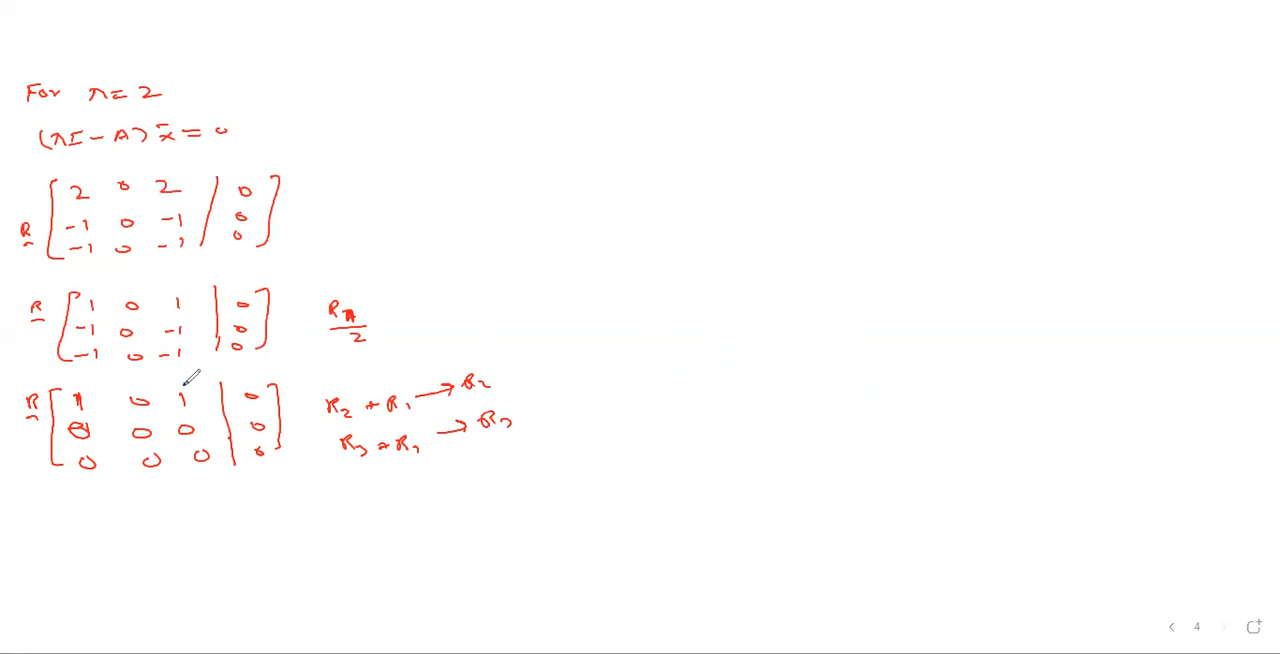 For λ = 2
(λI - A) x̄ = 0
[ 2 0 2 | 0 ]
R [ -1 0 -1 | 0 ]
[ -1 0 -1 | 0 ]
R [ 1 0 1 | 0 ] R1/2
[ -1 0 -1 | 0 ]
[ -1 0 -1 | 0 ]
R [ 1 0 1 | 0 ] R2 + R1 → R2
[ 0 0 0 | 0 ] R3 + R1 → R3
[ 0 0 0 | 0 ]
4